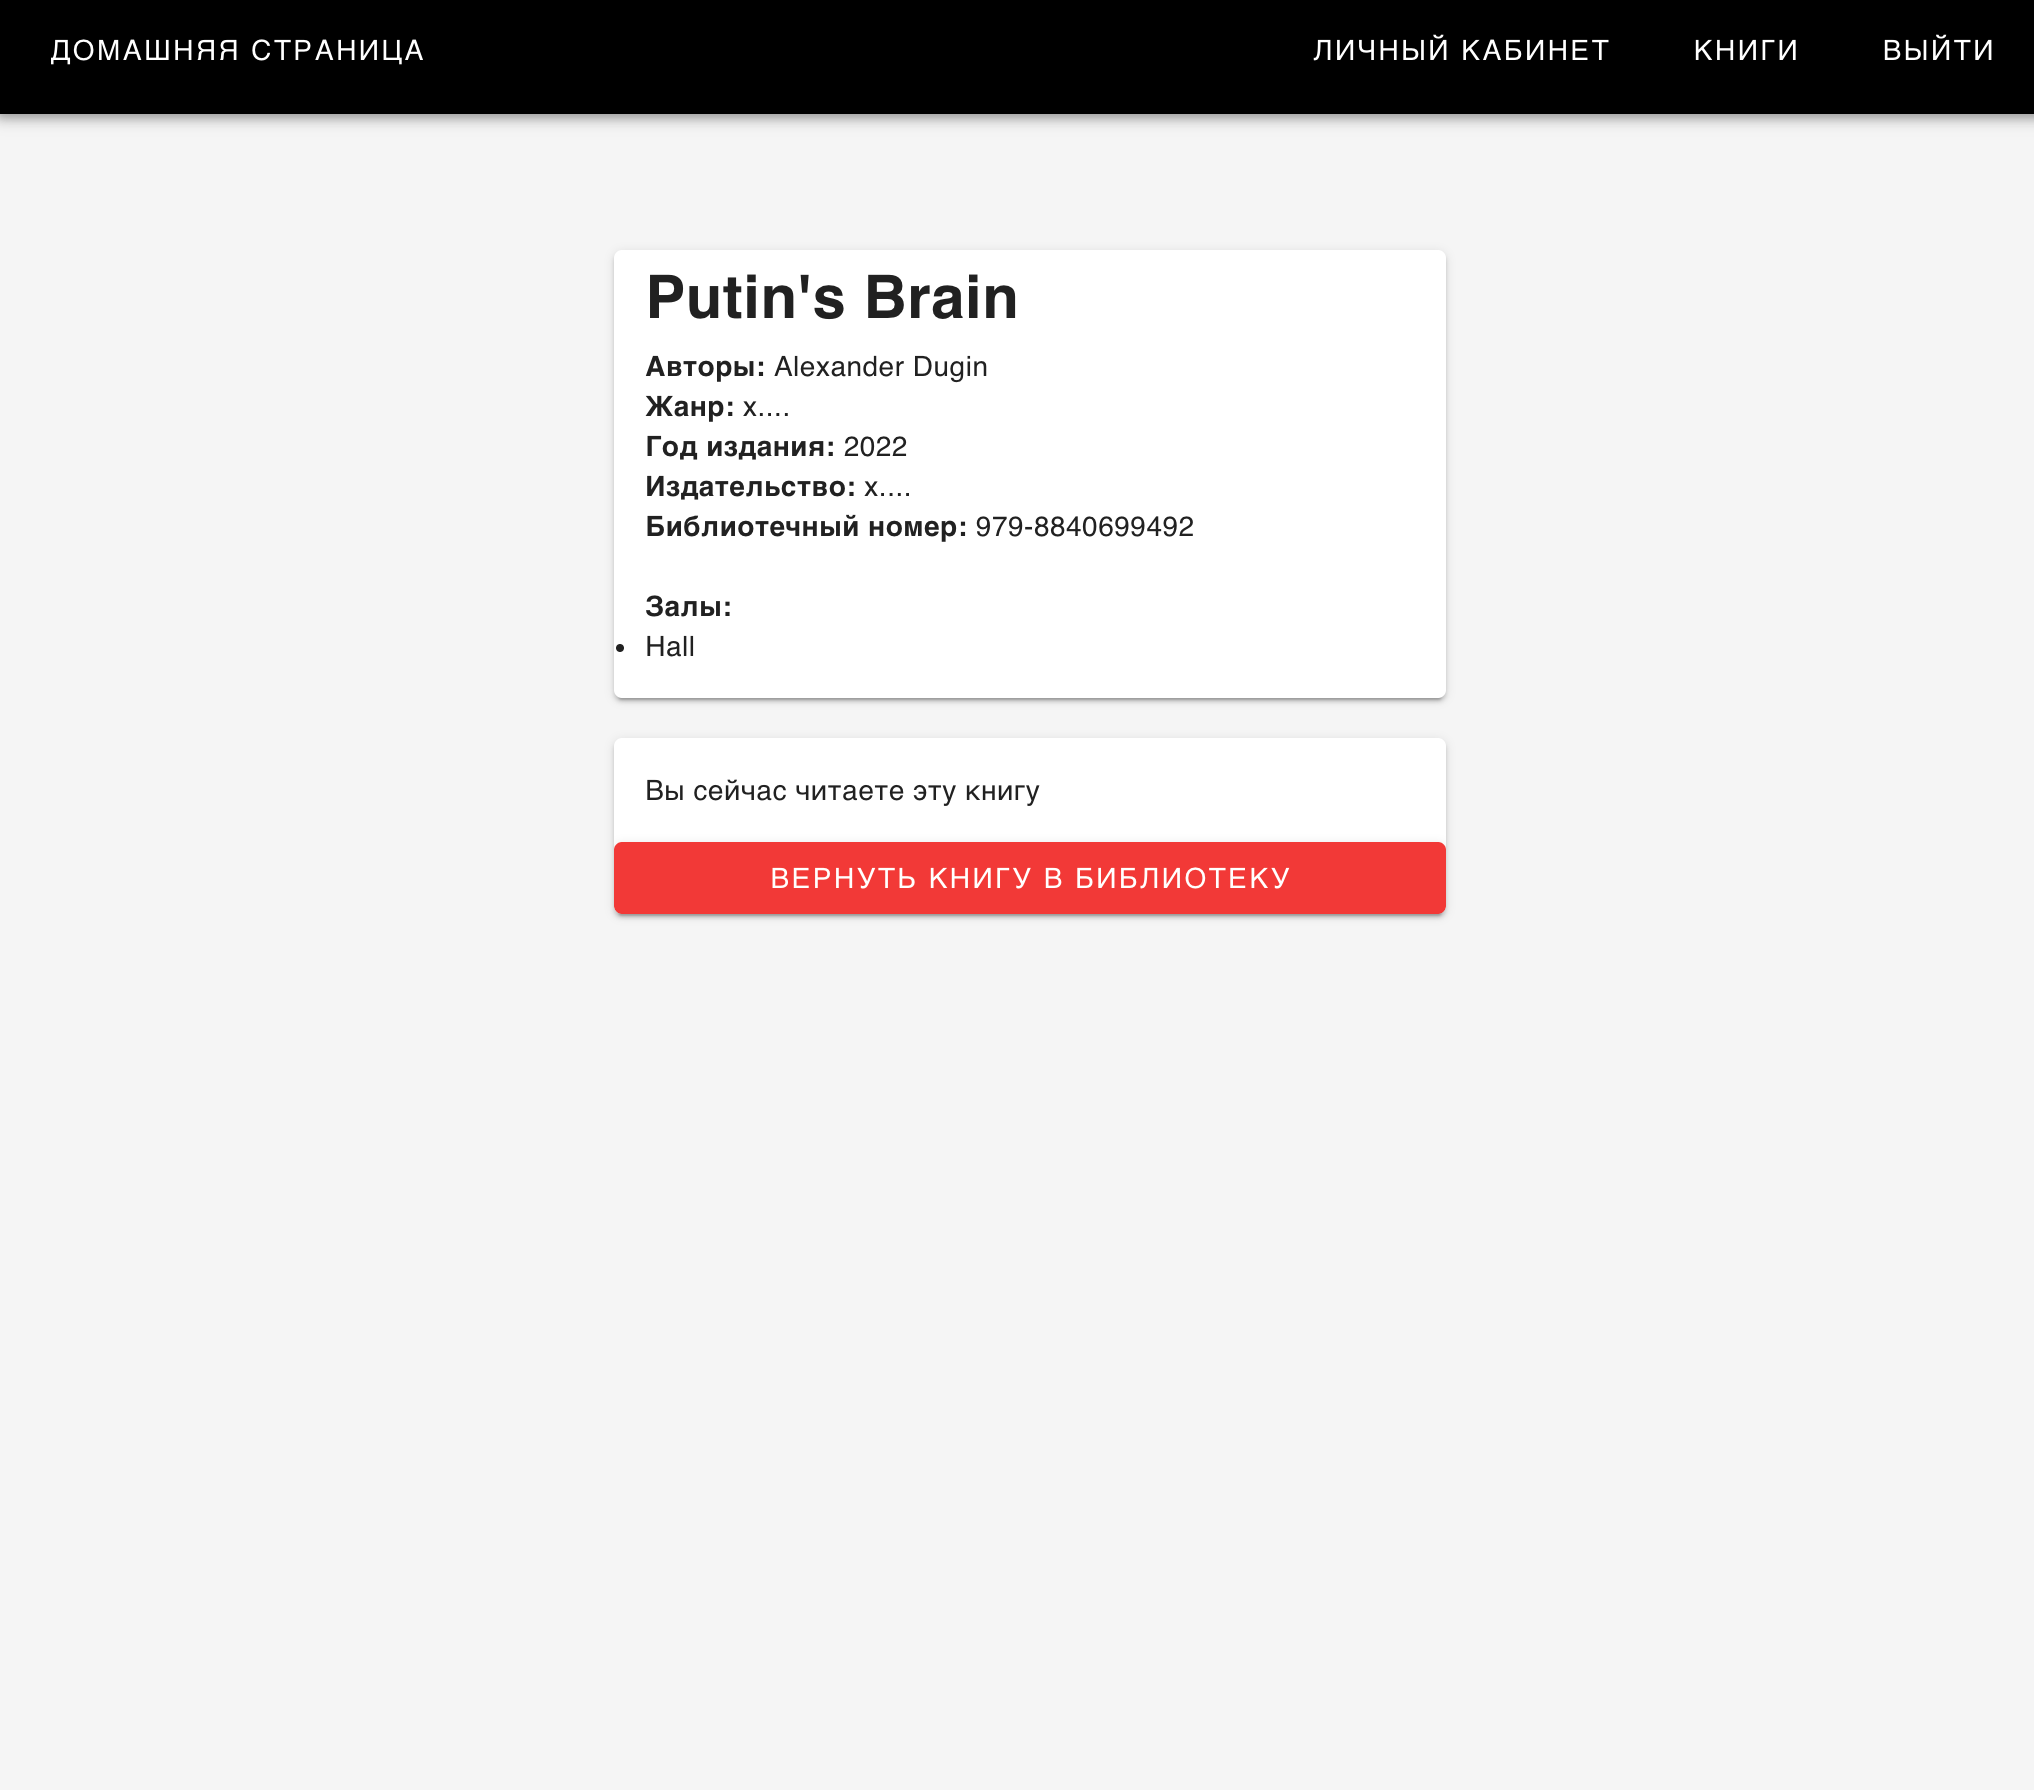 ДОМАШНЯЯ СТРАНИЦА
ЛИЧНЫЙ КАБИНЕТ
КНИГИ
ВЫЙТИ
Putin's Brain
Авторы: Alexander Dugin
Жанр: x....
Год издания: 2022
Издательство: x....
Библиотечный номер: 979-8840699492
Залы:
• Hall
Вы сейчас читаете эту книгу
ВЕРНУТЬ КНИГУ В БИБЛИОТЕКУ